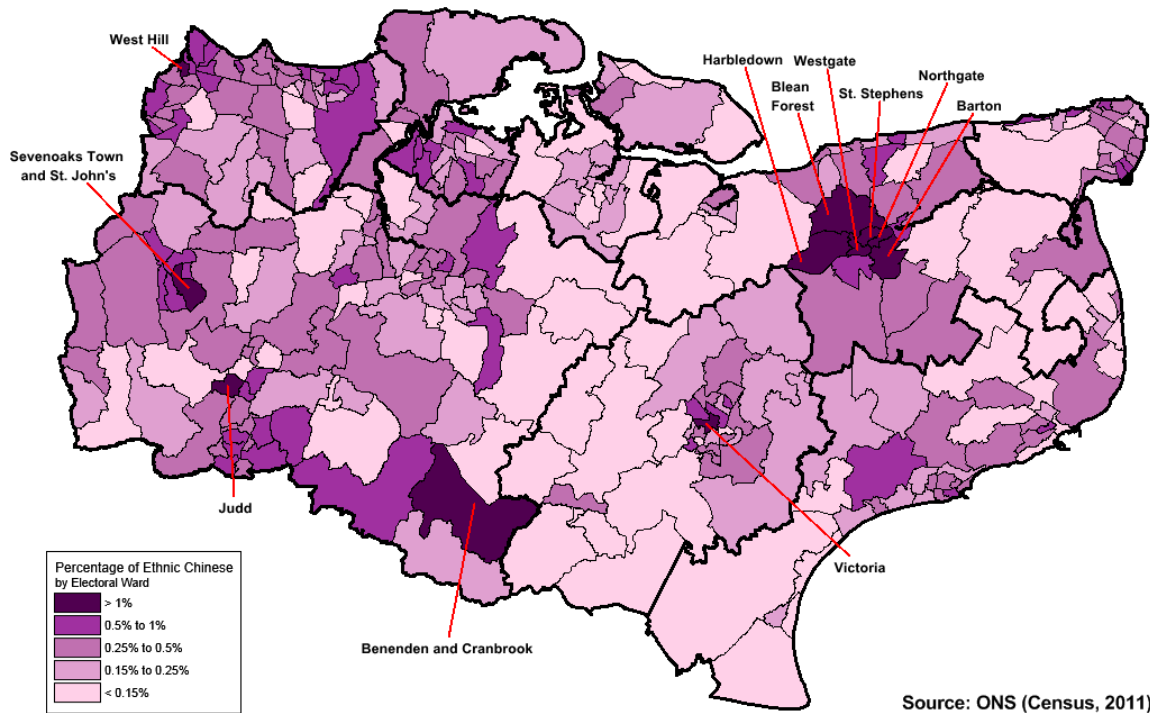 West Hill
Harbledown
Westgate
Blean
Forest
St. Stephens
Northgate
Barton
Sevenoaks Town
and St. John's
Judd
Victoria
Benenden and Cranbrook
Percentage of Ethnic Chinese
by Electoral Ward
> 1%
0.5% to 1%
0.25% to 0.5%
0.15% to 0.25%
< 0.15%
Source: ONS (Census, 2011)